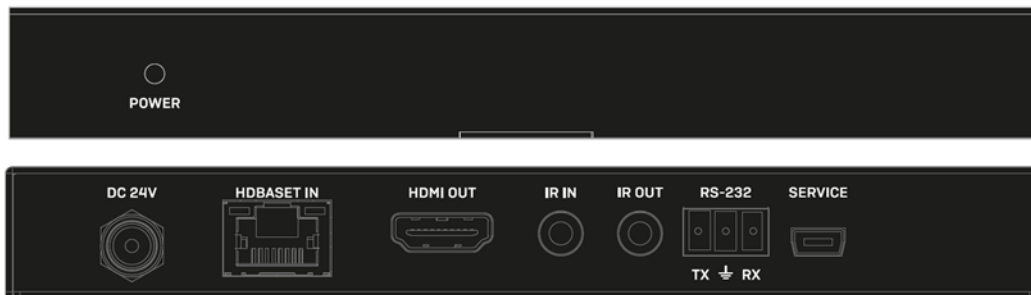 POWER
DC 24V HDBASET IN HDMI OUT IR IN IR OUT RS-232 SERVICE
TX RX